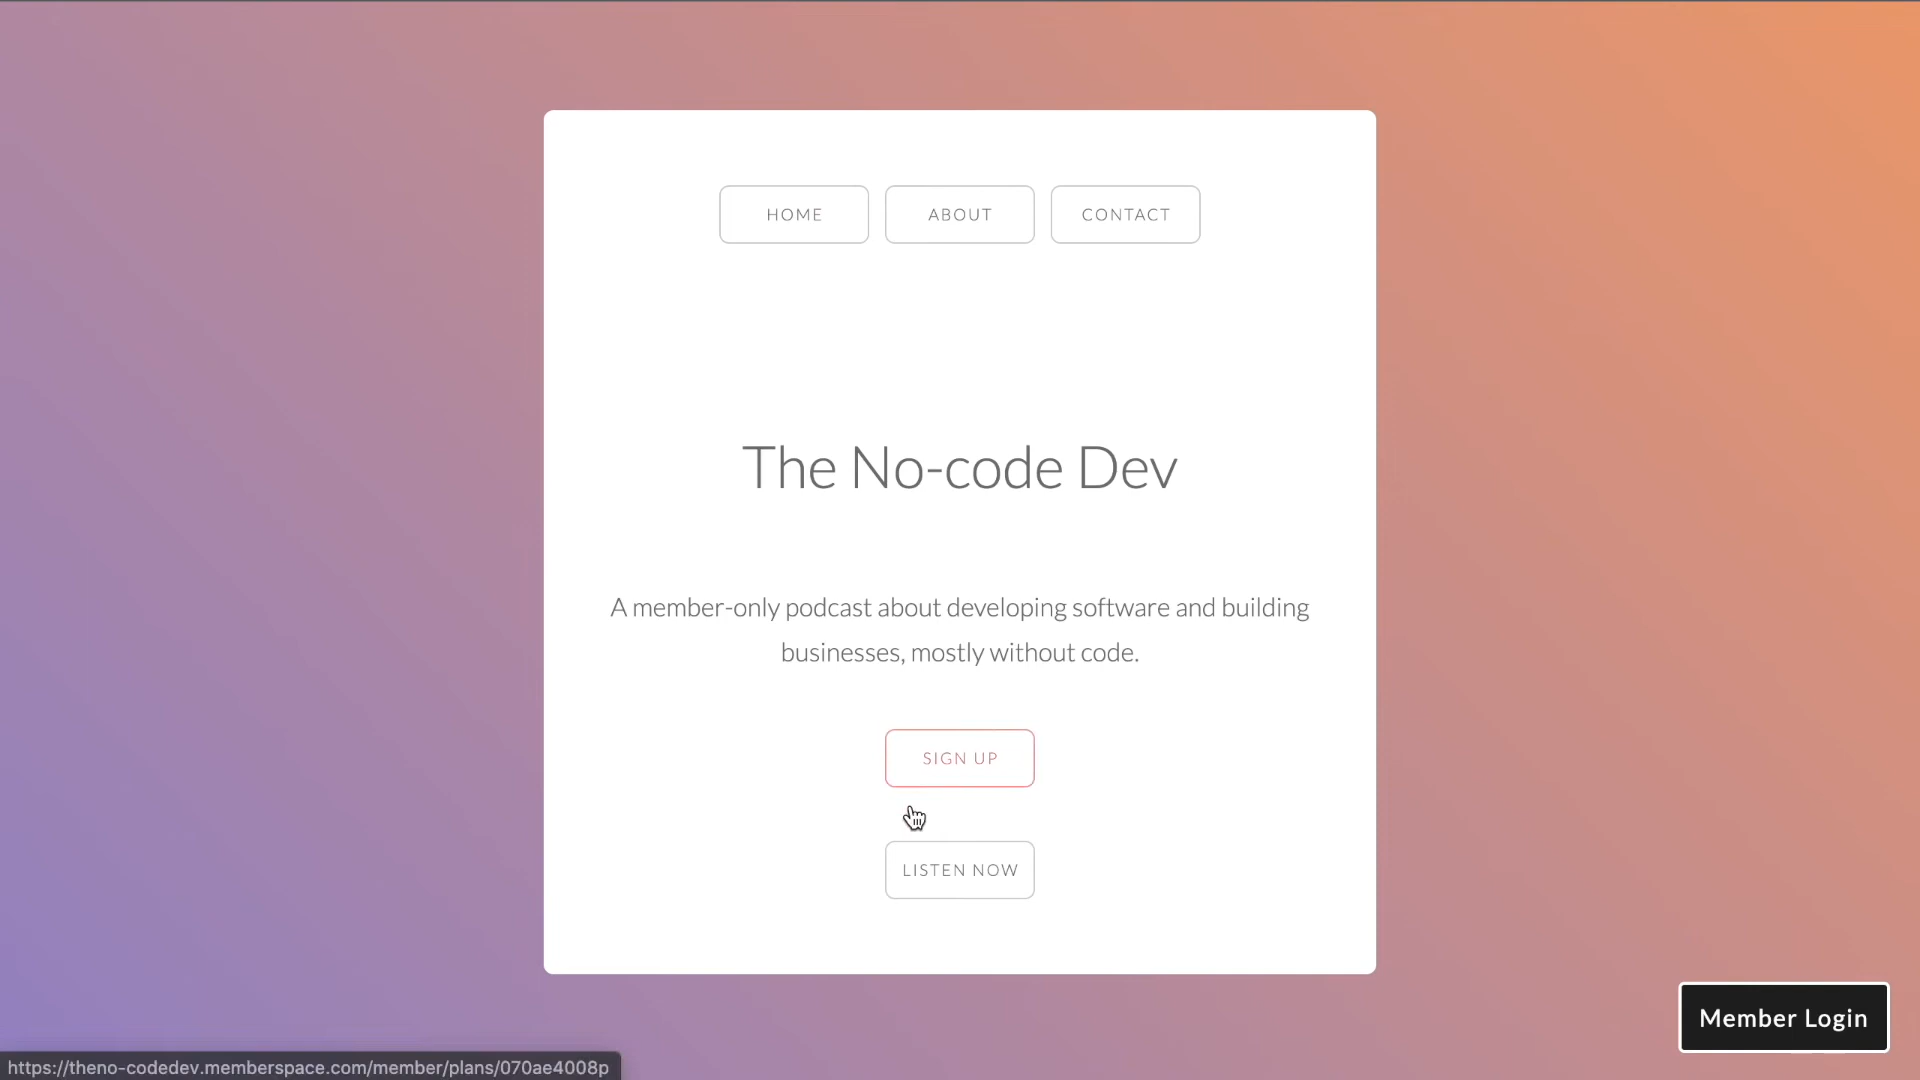 HOME
ABOUT
CONTACT
The No-code Dev
A member-only podcast about developing software and building
businesses, mostly without code.
SIGN UP
LISTEN NOW
Member Login
https://theno-codedev.memberspace.com/member/plans/070ae4008p